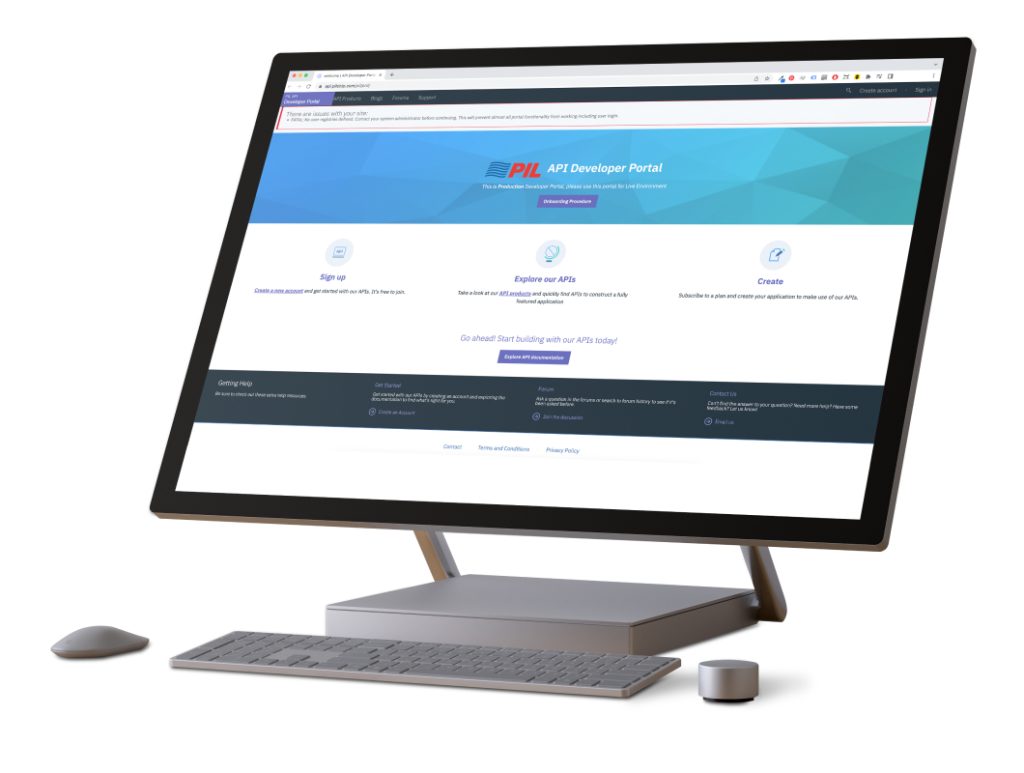 PIL API
Developer Portal
API Products Blogs Forums Support
Create account
Sign in
There are issues with your site:
PIL API Developer Portal
This is Production Developer Portal, please use this portal for Live Environment
Onboarding Procedure
Sign up
Create a new account and get started with our APIs. It's free to join.
Explore our APIs
Take a look at our API products and quickly find APIs to construct a fully
featured application
Create
Subscribe to a plan and create your application to make use of our APIs.
Go ahead! Start building with our APIs today!
Explore API documentation
Getting Help
Be sure to check out these extra help resources.
Get Started
Get started with our APIs by creating an account and exploring the
documentation to find what's right for you
Create an Account
Forum
Ask a question in the forums or search to forum history to see if it's
been asked before
Join the discussion
Contact Us
Can't find the answer to your question? Need more help? Have some
feedback? Let us know!
Email us
Contact Terms and Conditions Privacy Policy